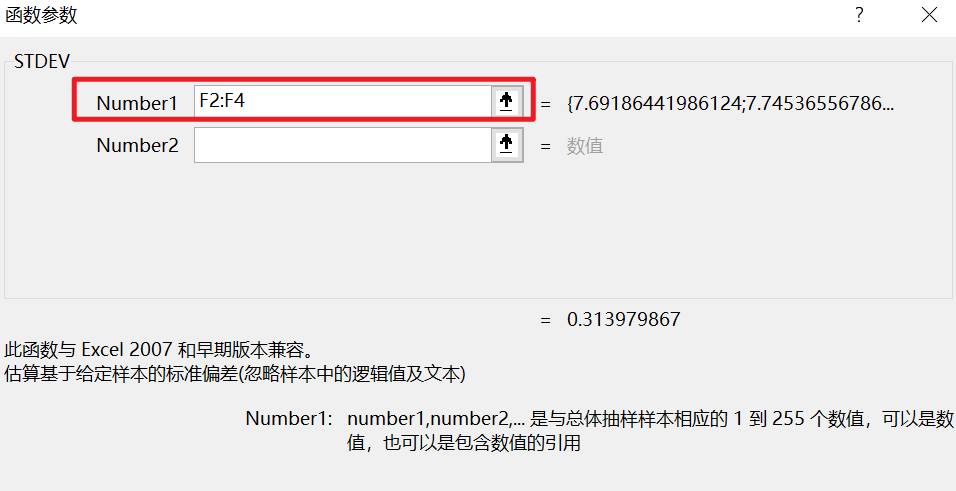 函数参数 ?
STDEV
Number1 F2:F4 = {7.69186441986124;7.74536556786...
Number2 = 数值
= 0.313979867
此函数与 Excel 2007 和早期版本兼容。
估算基于给定样本的标准偏差(忽略样本中的逻辑值及文本)
Number1: number1,number2,... 是与总体抽样样本相应的 1 到 255 个数值，可以是数
值，也可以是包含数值的引用